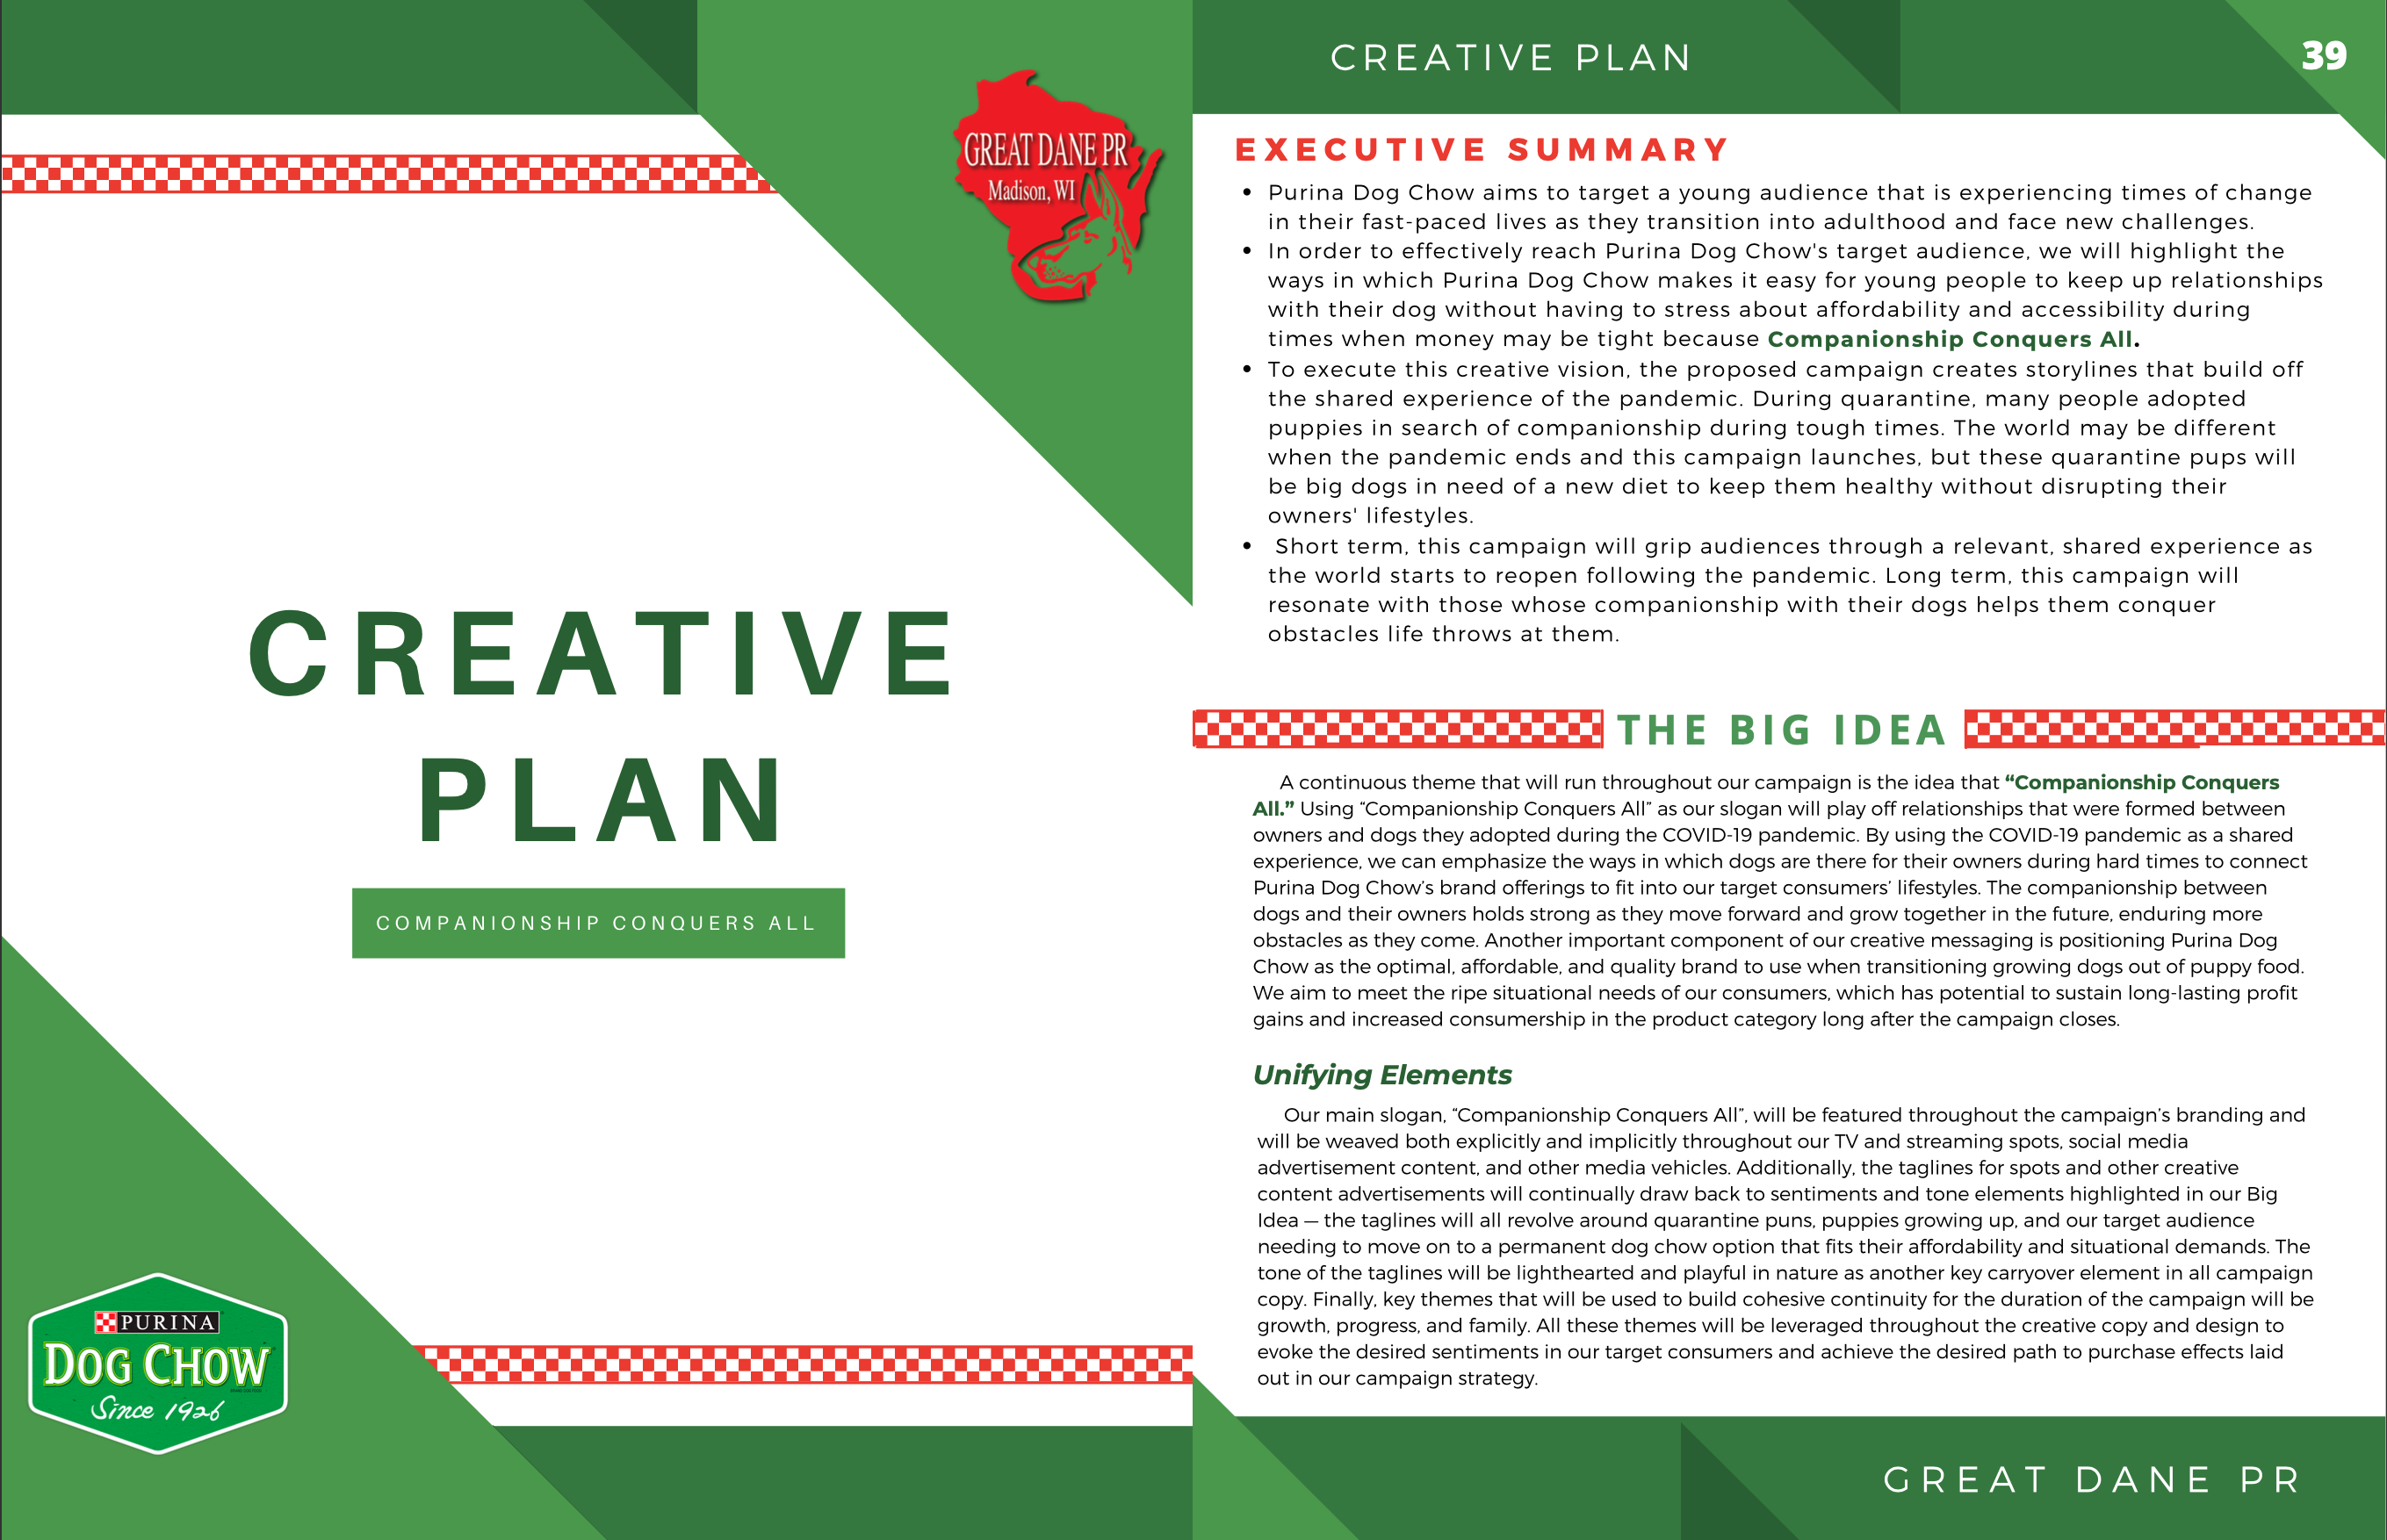 GREAT DANE PR
Madison, WI
CREATIVE
PLAN
COMPANIONSHIP CONQUERS ALL
PURINA
DOG CHOW
Since 1926
CREATIVE PLAN
39
EXECUTIVE SUMMARY
• Purina Dog Chow aims to target a young audience that is experiencing times of change
in their fast-paced lives as they transition into adulthood and face new challenges.
• In order to effectively reach Purina Dog Chow's target audience, we will highlight the
ways in which Purina Dog Chow makes it easy for young people to keep up relationships
with their dog without having to stress about affordability and accessibility during
times when money may be tight because Companionship Conquers All.
• To execute this creative vision, the proposed campaign creates storylines that build off
the shared experience of the pandemic. During quarantine, many people adopted
puppies in search of companionship during tough times. The world may be different
when the pandemic ends and this campaign launches, but these quarantine pups will
be big dogs in need of a new diet to keep them healthy without disrupting their
owners' lifestyles.
• Short term, this campaign will grip audiences through a relevant, shared experience as
the world starts to reopen following the pandemic. Long term, this campaign will
resonate with those whose companionship with their dogs helps them conquer
obstacles life throws at them.
THE BIG IDEA
A continuous theme that will run throughout our campaign is the idea that “Companionship Conquers
All.” Using “Companionship Conquers All” as our slogan will play off relationships that were formed between
owners and dogs they adopted during the COVID-19 pandemic. By using the COVID-19 pandemic as a shared
experience, we can emphasize the ways in which dogs are there for their owners during hard times to connect
Purina Dog Chow’s brand offerings to fit into our target consumers’ lifestyles. The companionship between
dogs and their owners holds strong as they move forward and grow together in the future, enduring more
obstacles as they come. Another important component of our creative messaging is positioning Purina Dog
Chow as the optimal, affordable, and quality brand to use when transitioning growing dogs out of puppy food.
We aim to meet the ripe situational needs of our consumers, which has potential to sustain long-lasting profit
gains and increased consumership in the product category long after the campaign closes.
Unifying Elements
Our main slogan, “Companionship Conquers All”, will be featured throughout the campaign’s branding and
will be weaved both explicitly and implicitly throughout our TV and streaming spots, social media
advertisement content, and other media vehicles. Additionally, the taglines for spots and other creative
content advertisements will continually draw back to sentiments and tone elements highlighted in our Big
Idea — the taglines will all revolve around quarantine puns, puppies growing up, and our target audience
needing to move on to a permanent dog chow option that fits their affordability and situational demands. The
tone of the taglines will be lighthearted and playful in nature as another key carryover element in all campaign
copy. Finally, key themes that will be used to build cohesive continuity for the duration of the campaign will be
growth, progress, and family. All these themes will be leveraged throughout the creative copy and design to
evoke the desired sentiments in our target consumers and achieve the desired path to purchase effects laid
out in our campaign strategy.
GREAT DANE PR